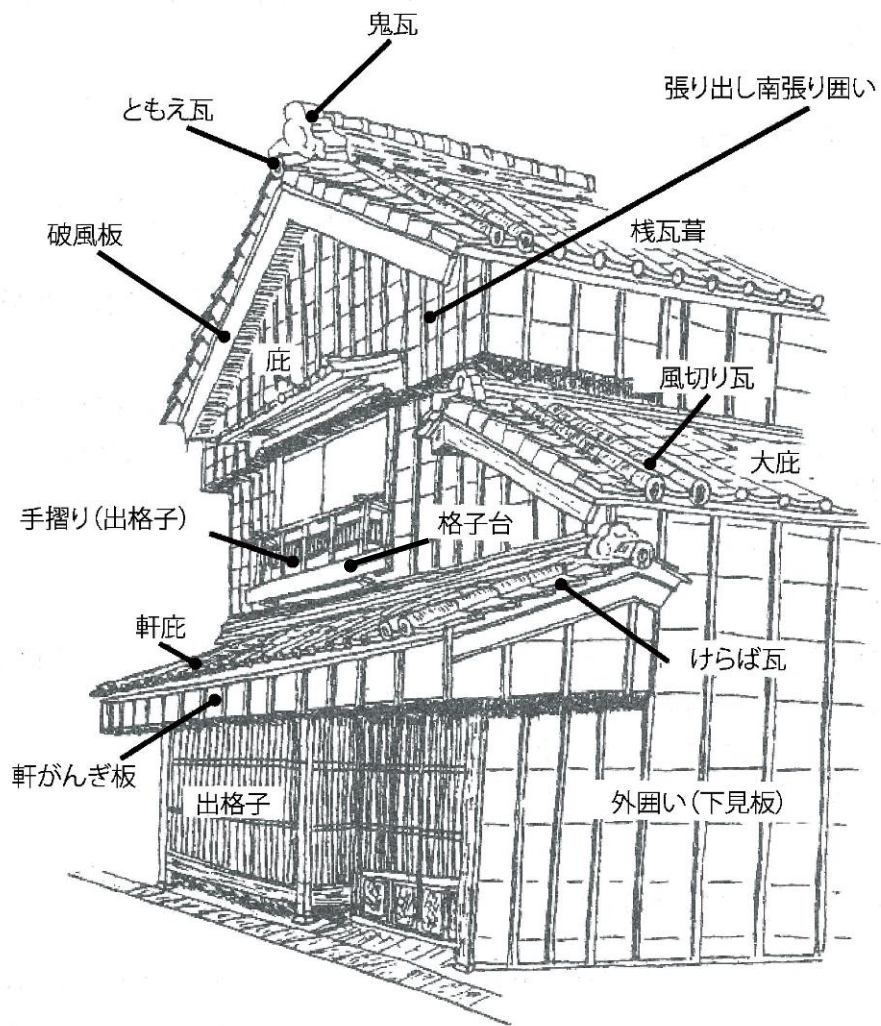 鬼瓦
張り出し南張り囲い
ともえ瓦
破風板
桟瓦葺
庇
風切り瓦
大庇
手摺り(出格子)
格子台
軒庇
けらば瓦
軒がんぎ板
出格子
外囲い(下見板)